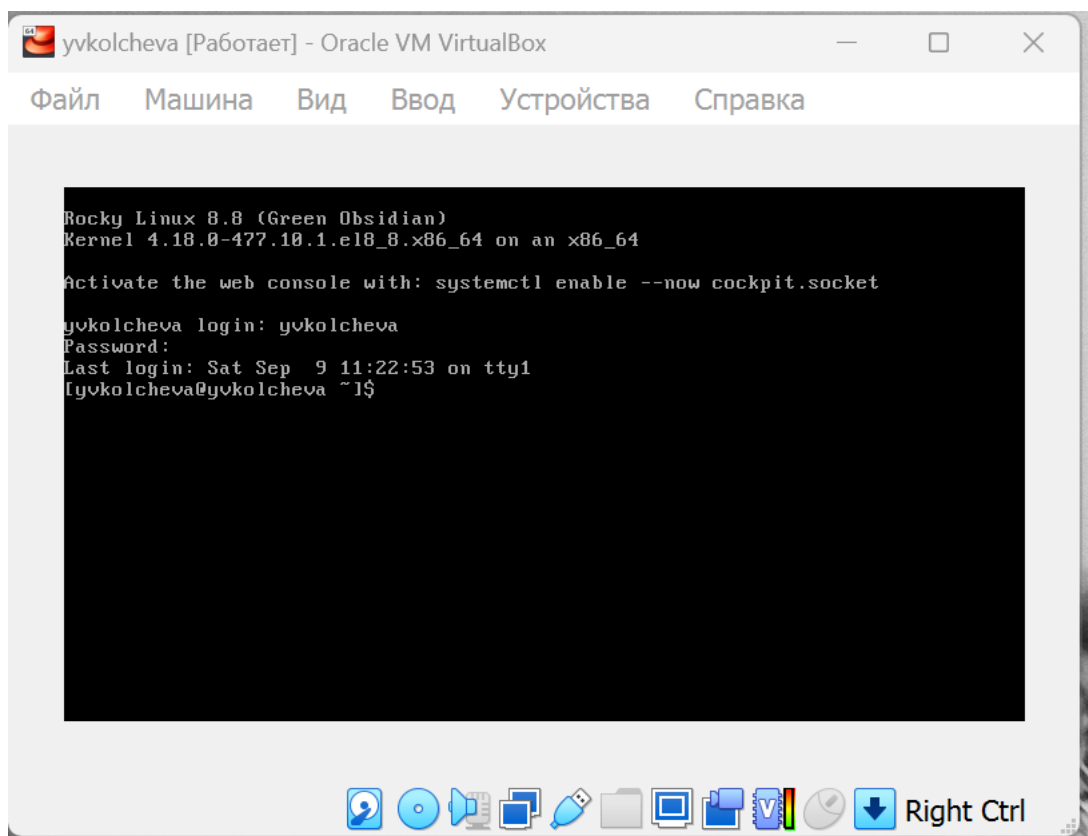 yvkolcheva [Работает] - Oracle VM VirtualBox
Файл Машина Вид Ввод Устройства Справка
Rocky Linux 8.8 (Green Obsidian)
Kernel 4.18.0-477.10.1.el8_8.x86_64 on an x86_64
Activate the web console with: systemctl enable --now cockpit.socket
yvkolcheva login: yvkolcheva
Password:
Last login: Sat Sep  9 11:22:53 on tty1
[yvkolcheva@yvkolcheva ~]$
Right Ctrl